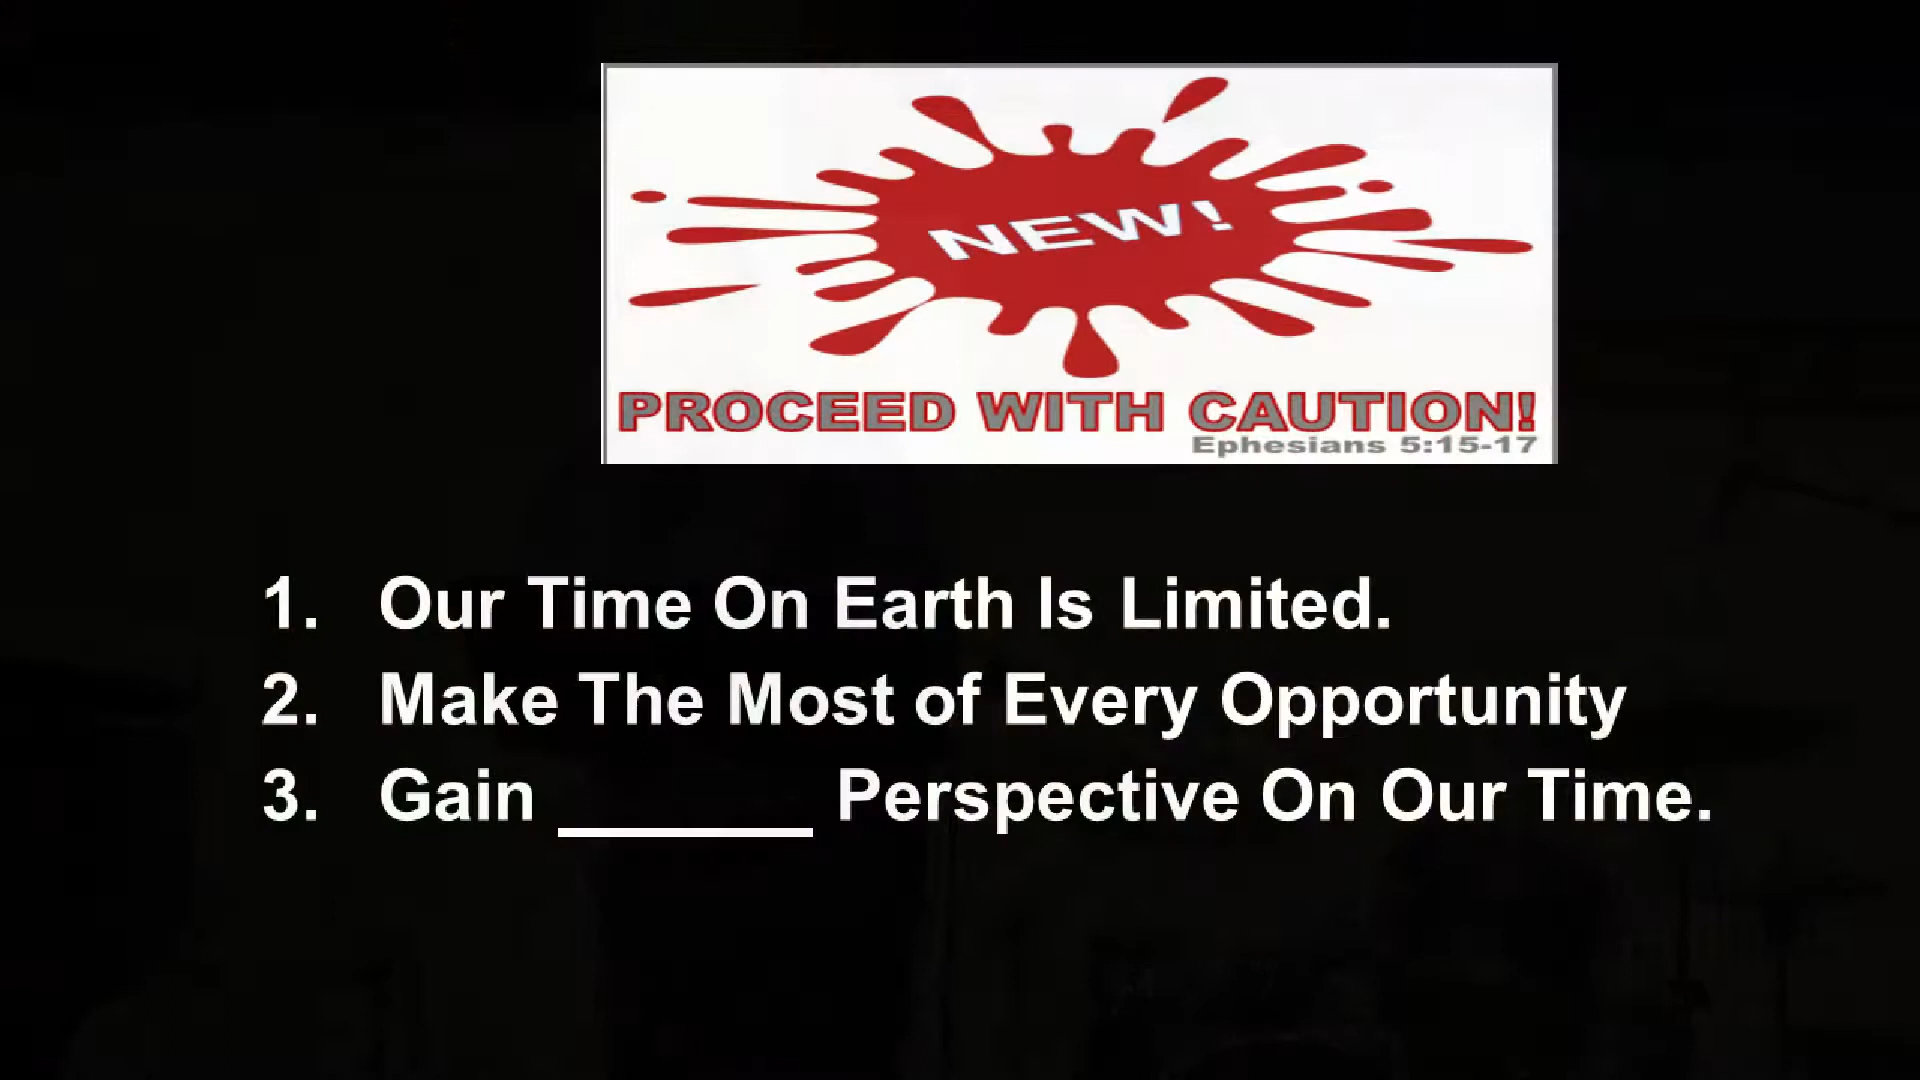 NEW!
PROCEED WITH CAUTION!
Ephesians 5:15-17
1. Our Time On Earth Is Limited.
2. Make The Most of Every Opportunity
3. Gain ______ Perspective On Our Time.